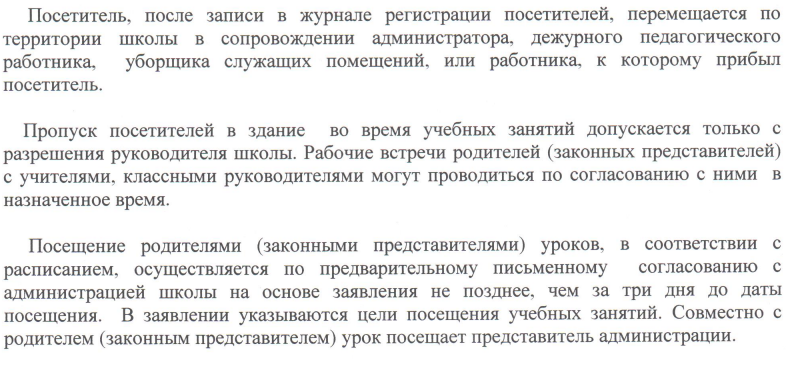 Посетитель, после записи в журнале регистрации посетителей, перемещается по
территории школы в сопровождении администратора, дежурного педагогического
работника, уборщика служащих помещений, или работника, к которому прибыл
посетитель.
Пропуск посетителей в здание во время учебных занятий допускается только с
разрешения руководителя школы. Рабочие встречи родителей (законных представителей)
с учителями, классными руководителями могут проводиться по согласованию с ними в
назначенное время.
Посещение родителями (законными представителями) уроков, в соответствии с
расписанием, осуществляется по предварительному письменному согласованию с
администрацией школы на основе заявления не позднее, чем за три дня до даты
посещения. В заявлении указываются цели посещения учебных занятий. Совместно с
родителем (законным представителем) урок посещает представитель администрации.